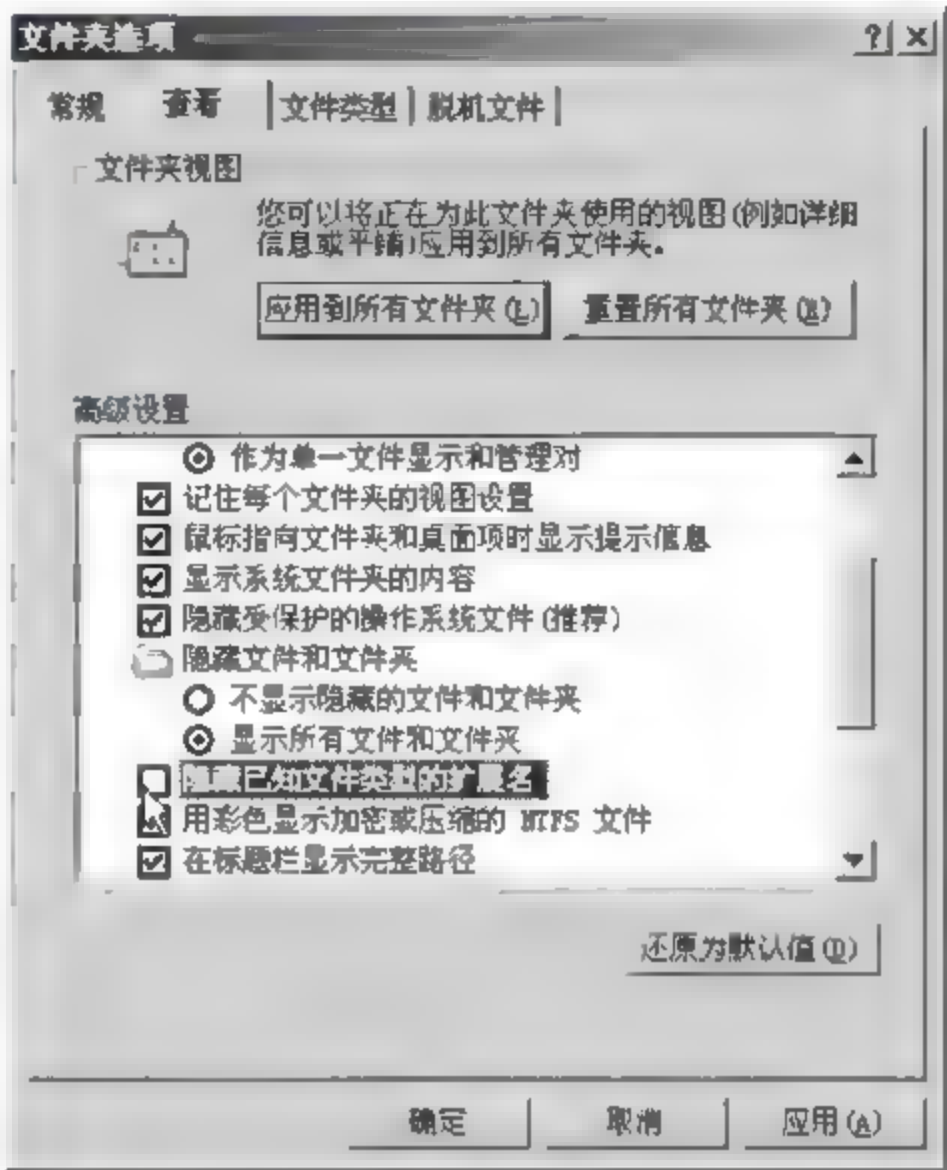 文件夹选项
常规 查看 文件类型 脱机文件
文件夹视图
您可以将正在为此文件夹使用的视图(例如详细
信息或平铺)应用到所有文件夹。
应用到所有文件夹(L) 重置所有文件夹(R)
高级设置
作为单一文件显示和管理对
记住每个文件夹的视图设置
鼠标指向文件夹和桌面项时显示提示信息
显示系统文件夹的内容
隐藏受保护的操作系统文件(推荐)
隐藏文件和文件夹
不显示隐藏的文件和文件夹
显示所有文件和文件夹
隐藏已知文件类型的扩展名
用彩色显示加密或压缩的 NTFS 文件
在标题栏显示完整路径
还原为默认值(D)
确定 取消 应用(A)